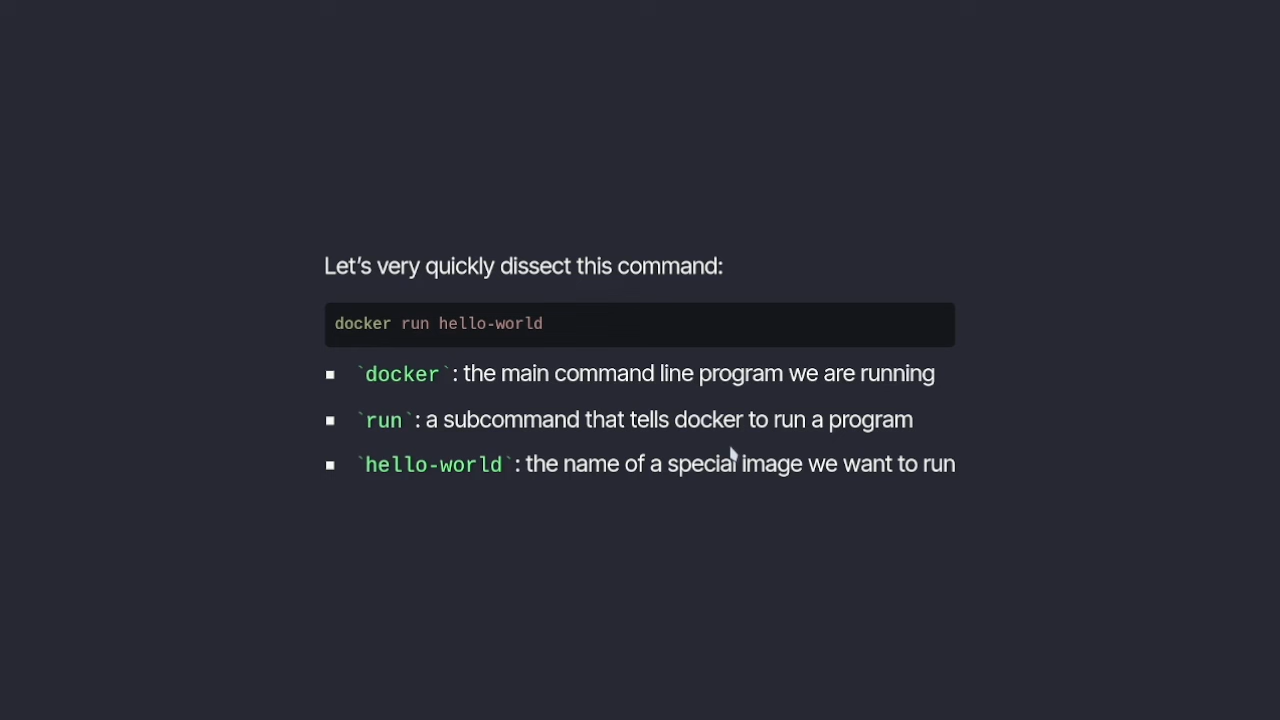 Let’s very quickly dissect this command:
docker run hello-world
▪ `docker`: the main command line program we are running
▪ `run`: a subcommand that tells docker to run a program
▪ `hello-world`: the name of a special image we want to run